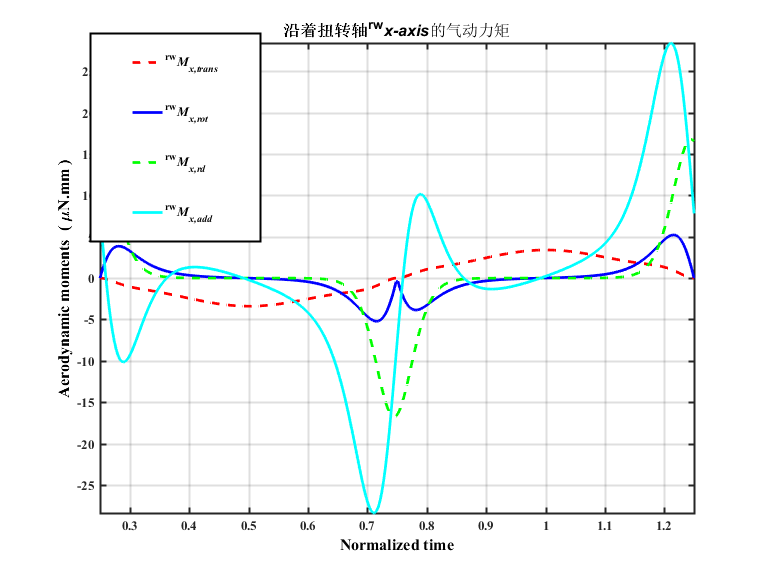 沿着扭转轴rwx-axis的气动力矩
rwMx,trans
rwMx,rot
rwMx,rd
rwMx,add
Aerodynamic moments ( μN.mm )
2
2
1
1
0
-5
-10
-15
-20
-25
0.3 0.4 0.5 0.6 0.7 0.8 0.9 1 1.1 1.2
Normalized time